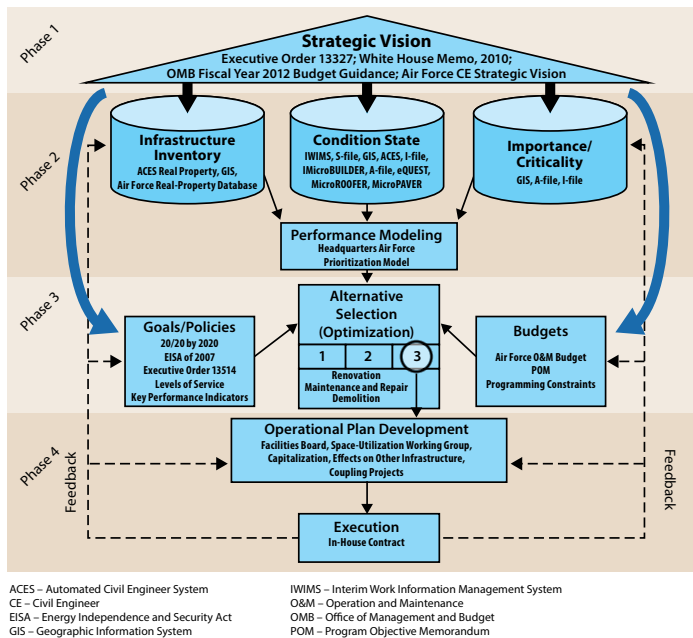 Phase 1
Strategic Vision
Executive Order 13327; White House Memo, 2010;
OMB Fiscal Year 2012 Budget Guidance; Air Force CE Strategic Vision
Phase 2
Infrastructure
Inventory
ACES Real Property, GIS,
Air Force Real-Property Database
Condition State
IWIMS, S-file, GIS, ACES, I-file,
IMicroBUILDER, A-file, eQUEST,
MicroROOFER, MicroPAVER
Importance/
Criticality
GIS, A-file, I-file
Performance Modeling
Headquarters Air Force
Prioritization Model
Phase 3
Goals/Policies
20/20 by 2020
EISA of 2007
Executive Order 13514
Levels of Service
Key Performance Indicators
Alternative
Selection
(Optimization)
1 2 3
Renovation
Maintenance and Repair
Demolition
Budgets
Air Force O&M Budget
POM
Programming Constraints
Phase 4
Operational Plan Development
Facilities Board, Space-Utilization Working Group,
Capitalization, Effects on Other Infrastructure,
Coupling Projects
Feedback
Feedback
Execution
In-House Contract
ACES – Automated Civil Engineer System
CE – Civil Engineer
EISA – Energy Independence and Security Act
GIS – Geographic Information System
IWIMS – Interim Work Information Management System
O&M – Operation and Maintenance
OMB – Office of Management and Budget
POM – Program Objective Memorandum